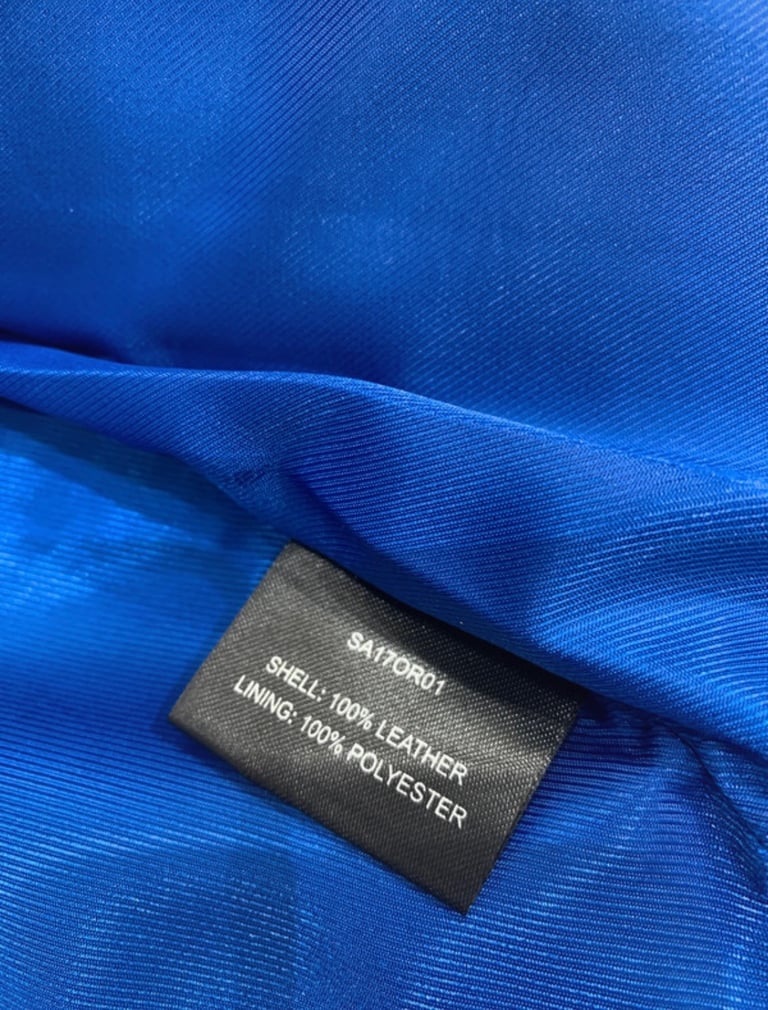 SA17OR01
SHELL: 100% LEATHER
LINING: 100% POLYESTER